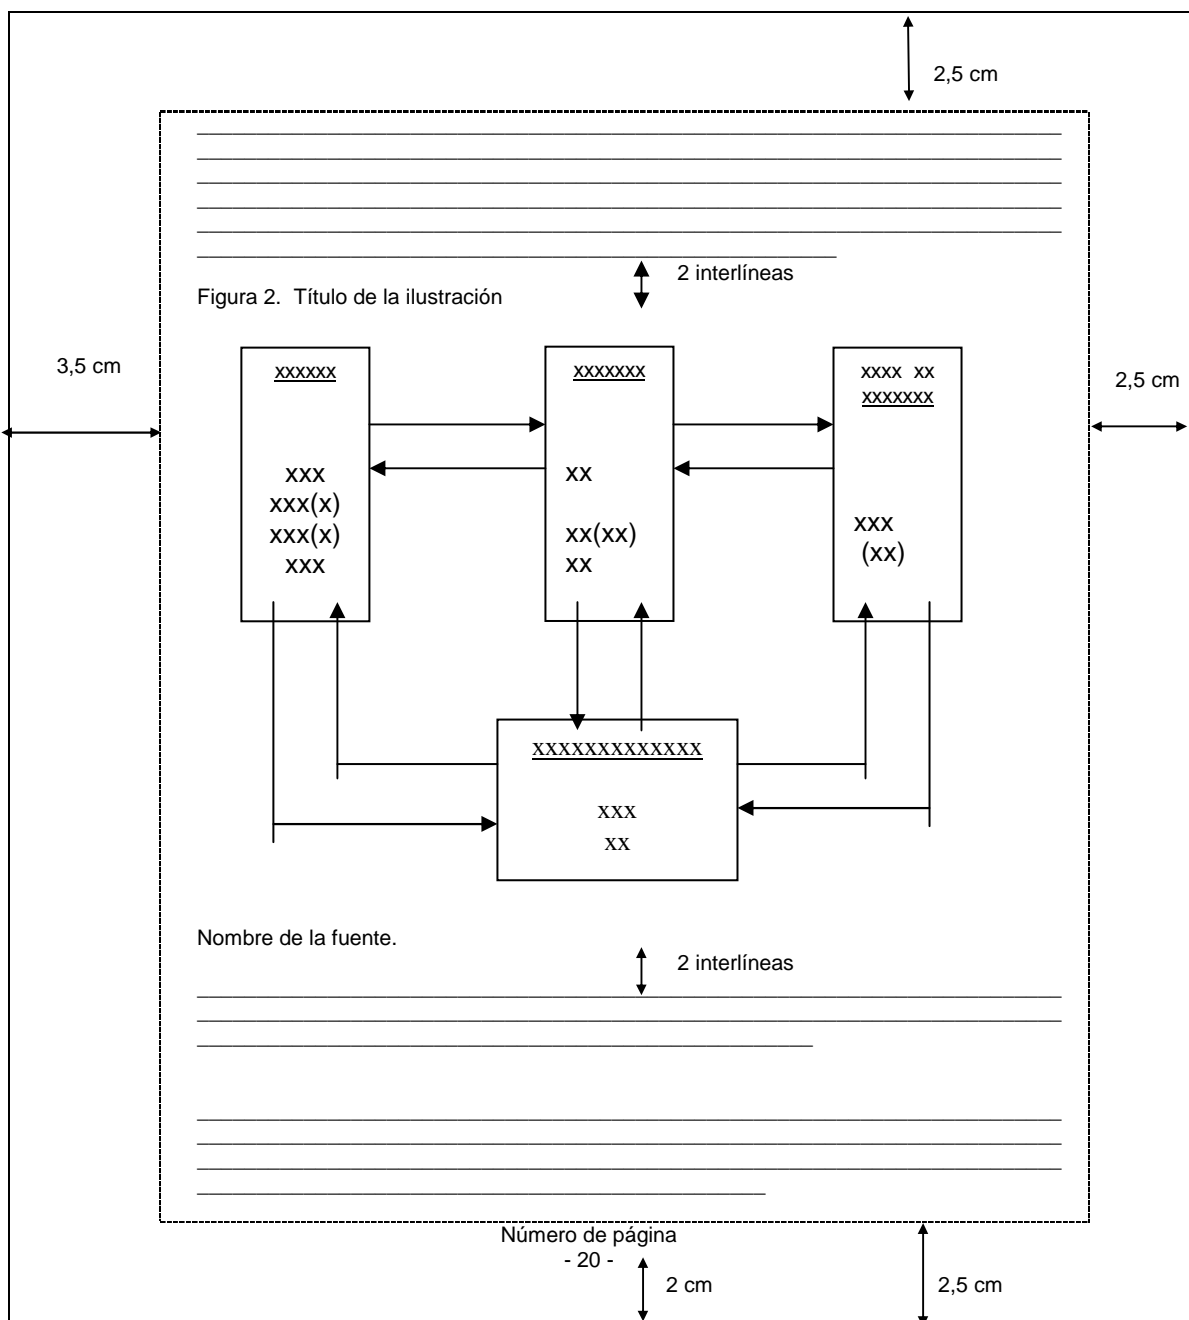 2,5 cm
2 interlíneas
Figura 2. Título de la ilustración
3,5 cm
2,5 cm
xxxxxx
xxx
xxx(x)
xxx(x)
xxx
xxxxxxx
xx
xx(xx)
xx
xxxx xx
xxxxxxx
xxx
(xx)
xxxxxxxxxxxxx
xxx
xx
Nombre de la fuente.
2 interlíneas
Número de página
- 20 -
2 cm
2,5 cm